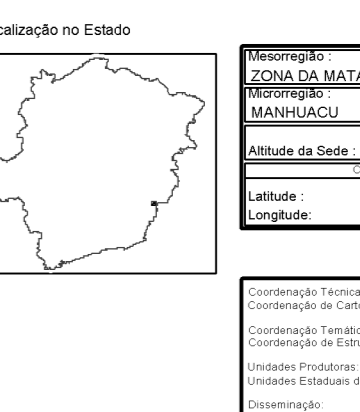 calização no Estado
Mesorregião :
ZONA DA MATA
Microrregião :
MANHUACU
Altitude da Sede :
Latitude :
Longitude:
Coordenação Técnica
Coordenação de Carto
Coordenação Temátic
Coordenação de Estru
Unidades Produtoras:
Unidades Estaduais d
Disseminação: